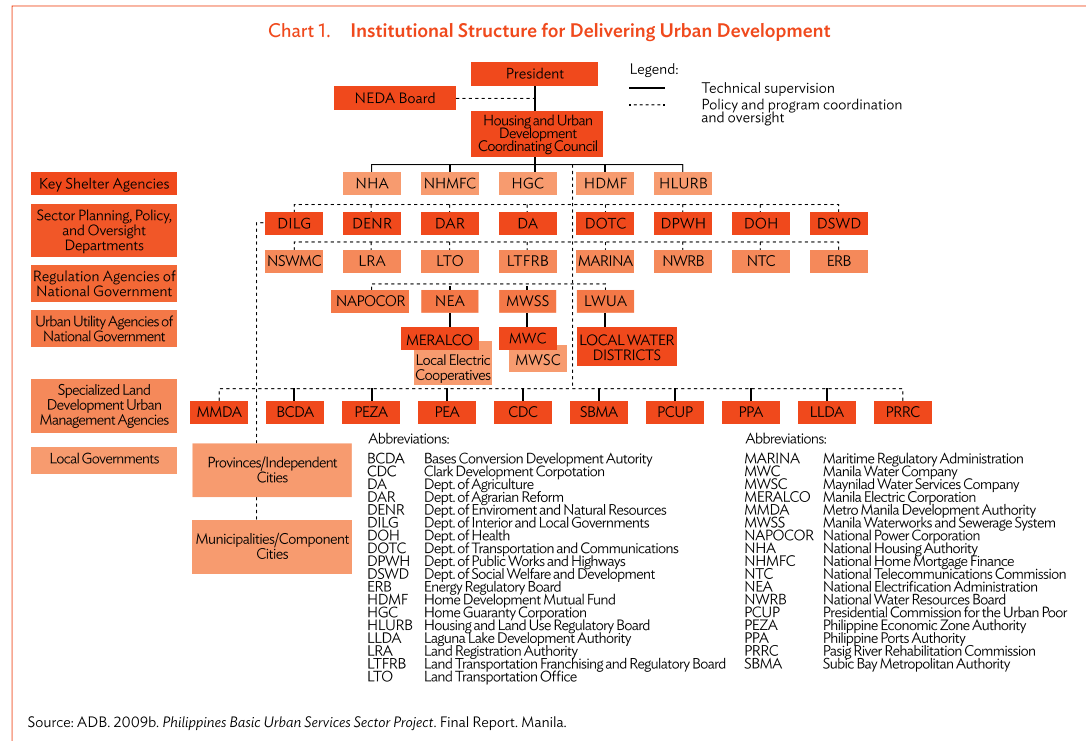 Chart 1. Institutional Structure for Delivering Urban Development
President
Legend:
Technical supervision
Policy and program coordination
and oversight
NEDA Board
Housing and Urban
Development
Coordinating Council
Key Shelter Agencies
NHA NHMFC HGC HDMF HLURB
Sector Planning, Policy,
and Oversight
Departments
DILG DENR DAR DA DOTC DPWH DOH DSWD
NSWMC LRA LTO LTFRB MARINA NWRB NTC ERB
Regulation Agencies of
National Government
NAPOCOR NEA MWSS LWUA
Urban Utility Agencies of
National Government
MERALCO MWC LOCAL WATER
DISTRICTS
Local Electric
Cooperatives
MWSC
Specialized Land
Development Urban
Management Agencies
MMDA BCDA PEZA PEA CDC SBMA PCUP PPA LLDA PRRC
Local Governments
Provinces/Independent
Cities
Municipalities/Component
Cities
Abbreviations:
BCDA Bases Conversion Development Autority
CDC Clark Development Corpotation
DA Dept. of Agriculture
DAR Dept. of Agrarian Reform
DENR Dept. of Enviroment and Natural Resources
DILG Dept. of Interior and Local Governments
DOH Dept. of Health
DOTC Dept. of Transportation and Communications
DPWH Dept. of Public Works and Highways
DSWD Dept. of Social Welfare and Development
ERB Energy Regulatory Board
HDMF Home Development Mutual Fund
HGC Home Guaranty Corporation
HLURB Housing and Land Use Regulatory Board
LLDA Laguna Lake Development Authority
LRA Land Registration Authority
LTFRB Land Transportation Franchising and Regulatory Board
LTO Land Transportation Office
Abbreviations:
MARINA Maritime Regulatory Administration
MWC Manila Water Company
MWSC Maynilad Water Services Company
MERALCO Manila Electric Corporation
MMDA Metro Manila Development Authority
MWSS Manila Waterworks and Sewerage System
NAPOCOR National Power Corporation
NHA National Housing Authority
NHMFC National Home Mortgage Finance
NTC National Telecommunications Commission
NEA National Electrification Administration
NWRB National Water Resources Board
PCUP Presidential Commission for the Urban Poor
PEZA Philippine Economic Zone Authority
PPA Philippine Ports Authority
PRRC Pasig River Rehabilitation Commission
SBMA Subic Bay Metropolitan Authority
Source: ADB. 2009b. Philippines Basic Urban Services Sector Project. Final Report. Manila.